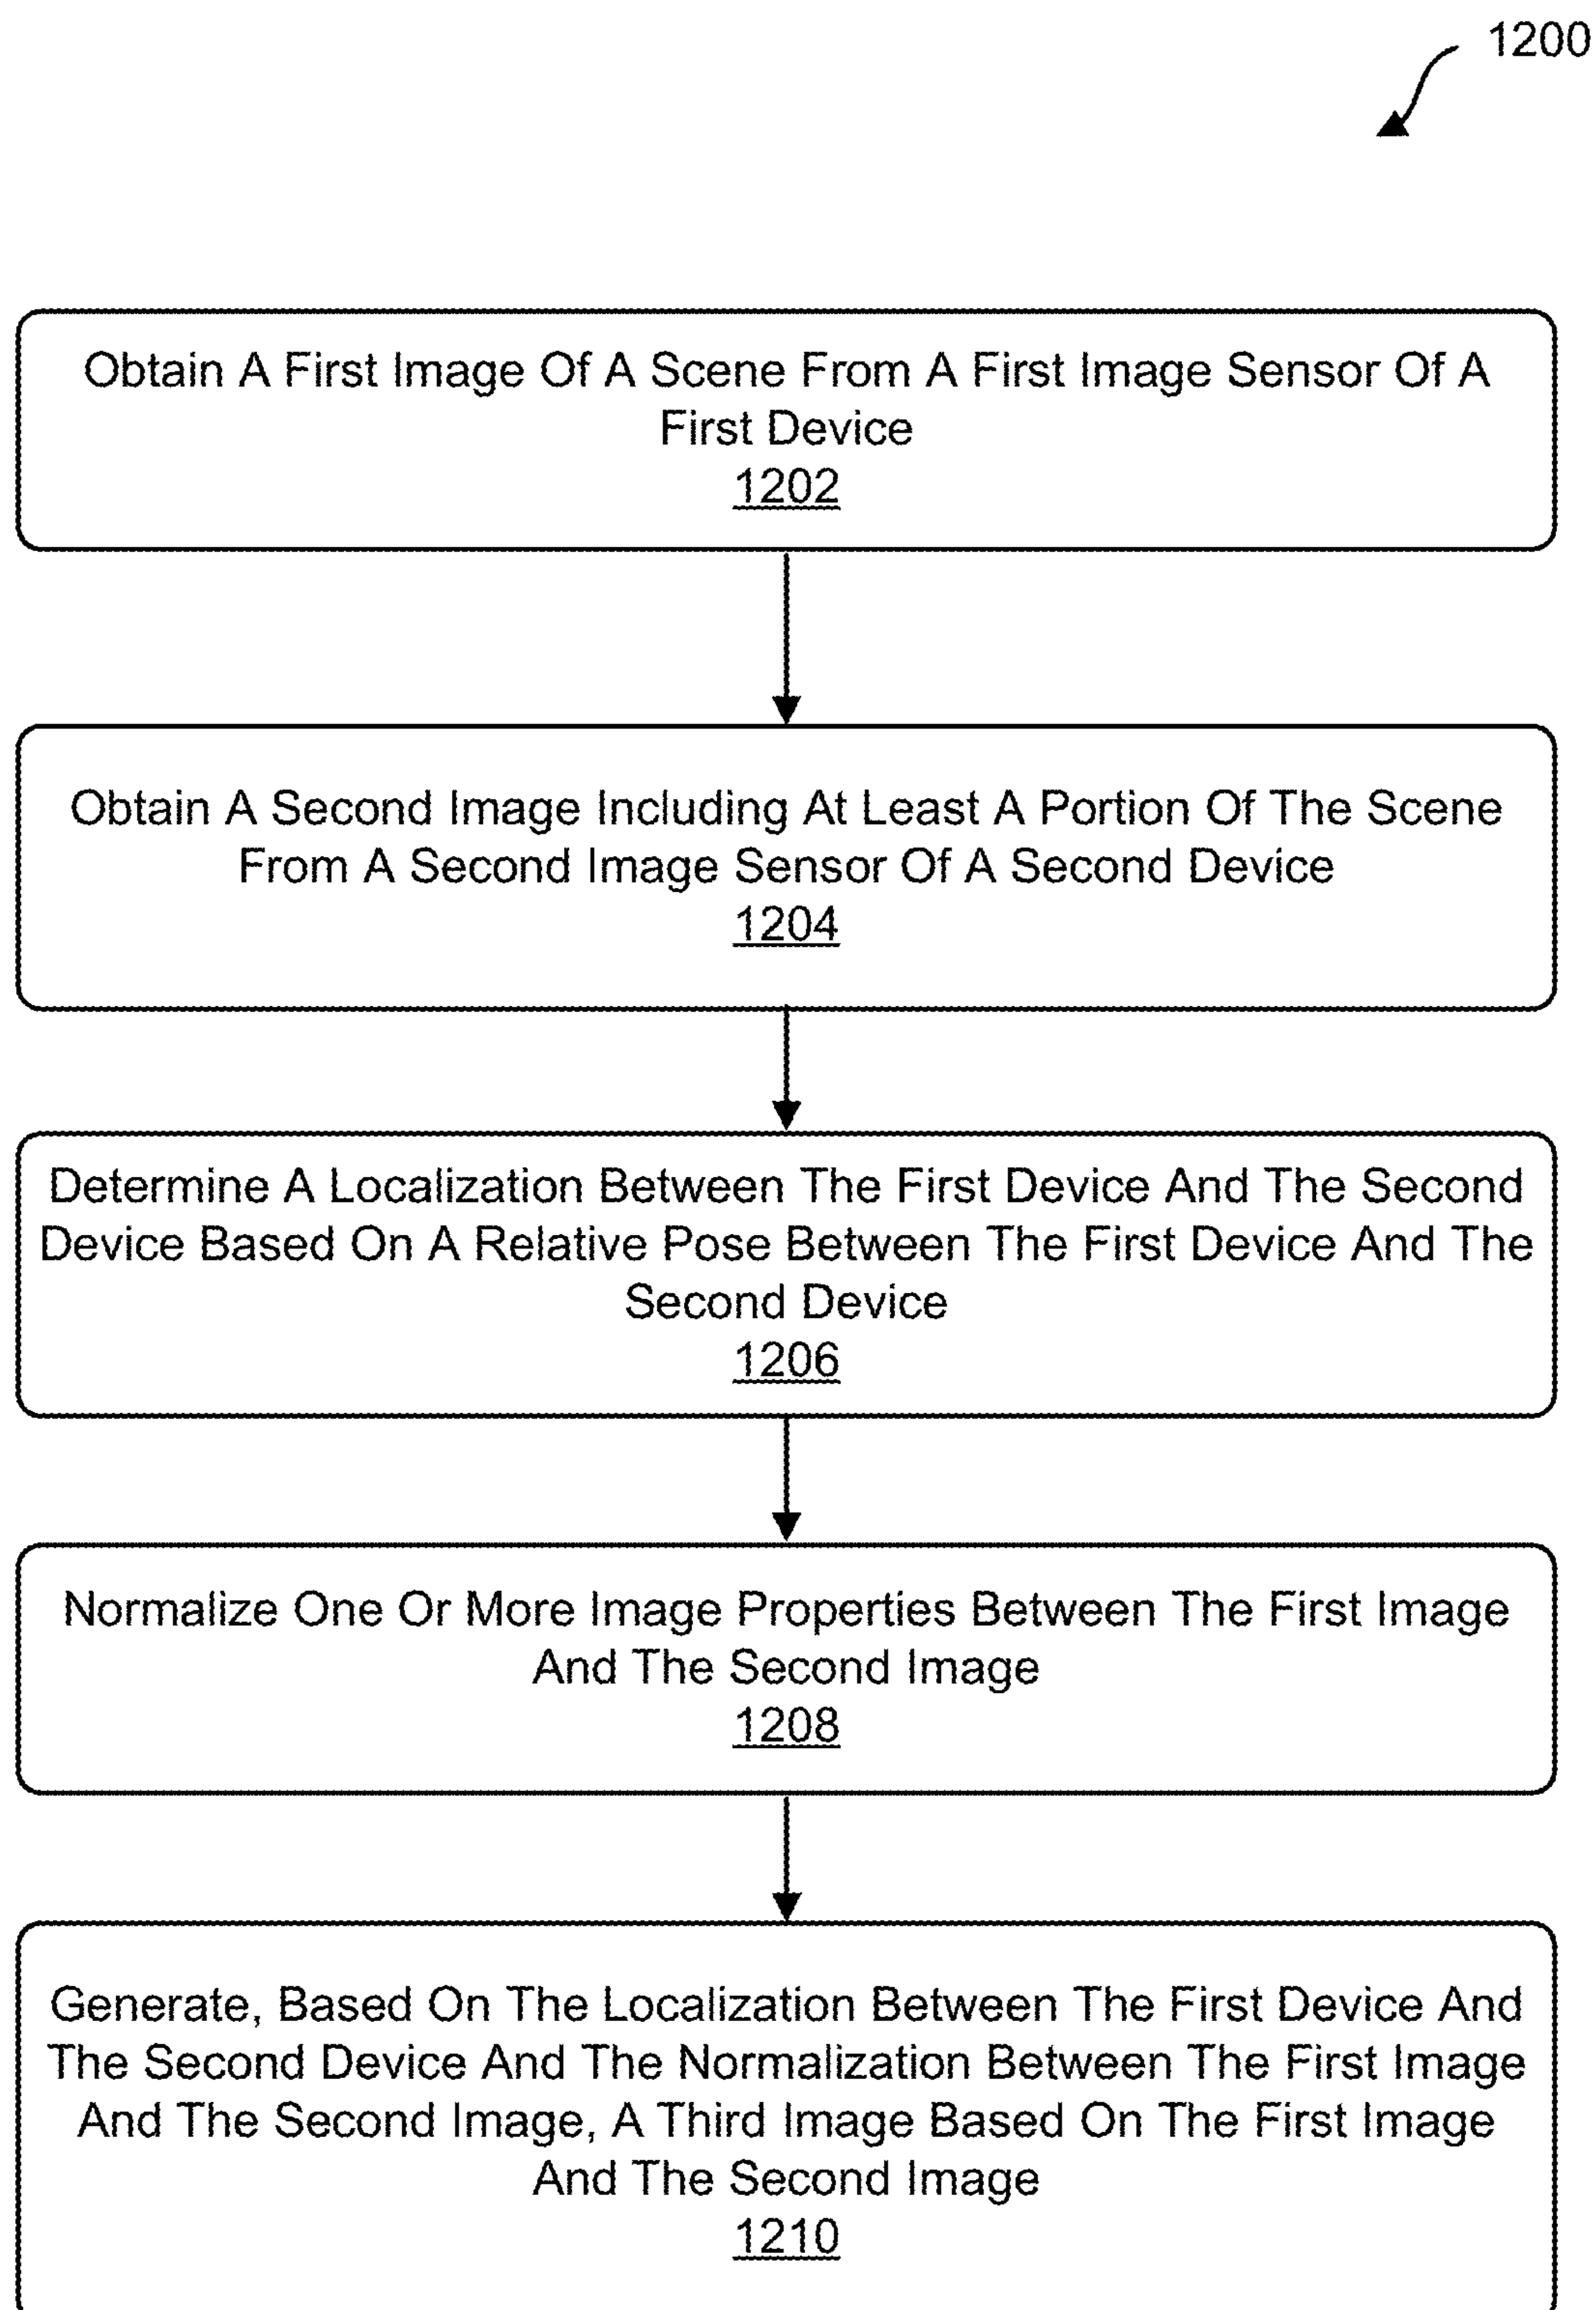 1200
Obtain A First Image Of A Scene From A First Image Sensor Of A
First Device
1202
Obtain A Second Image Including At Least A Portion Of The Scene
From A Second Image Sensor Of A Second Device
1204
Determine A Localization Between The First Device And The Second
Device Based On A Relative Pose Between The First Device And The
Second Device
1206
Normalize One Or More Image Properties Between The First Image
And The Second Image
1208
Generate, Based On The Localization Between The First Device And
The Second Device And The Normalization Between The First Image
And The Second Image, A Third Image Based On The First Image
And The Second Image
1210